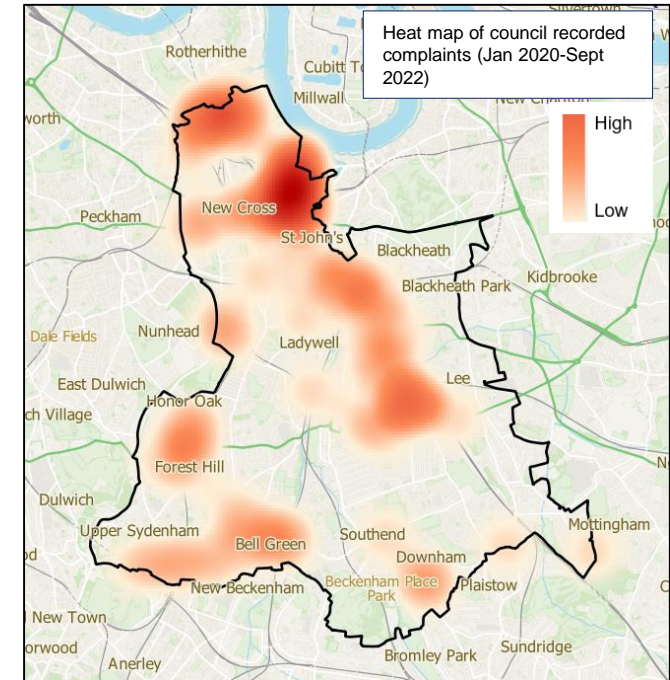 Silvertown
Heat map of council recorded
complaints (Jan 2020-Sept
2022)
Rotherhithe
Cubitt To
Millwall
New Charlton
worth
High
Low
Peckham
New Cross
St John's
Blackheath
Kidbrooke
Blackheath Park
Nunhead
Ladywell
Dale Fields
East Dulwich
Lee
Honor Oak
ch Village
Forest Hill
Dulwich
Upper Sydenham
Southend
Mottingham
Bell Green
Downham
New Beckenham
Beckenham Place
Park
Plaistow
l New Town
orwood
Anerley
Bromley Park
Sundridge